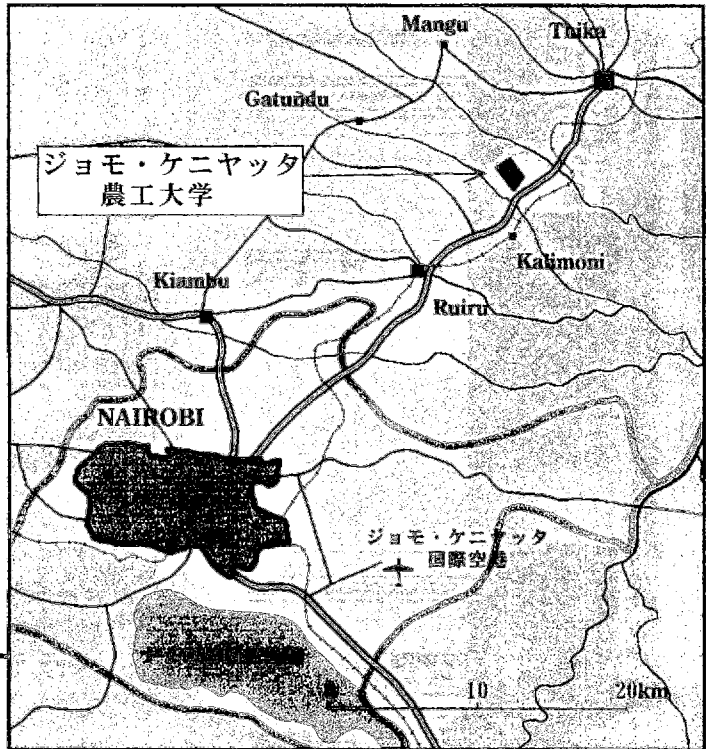 Mangu
Thika
Gatundu
ジョモ・ケニヤッタ
農工大学
Kiambu
Kalimoni
Ruiru
NAIROBI
ジョモ・ケニヤッタ
国際空港
10
20km